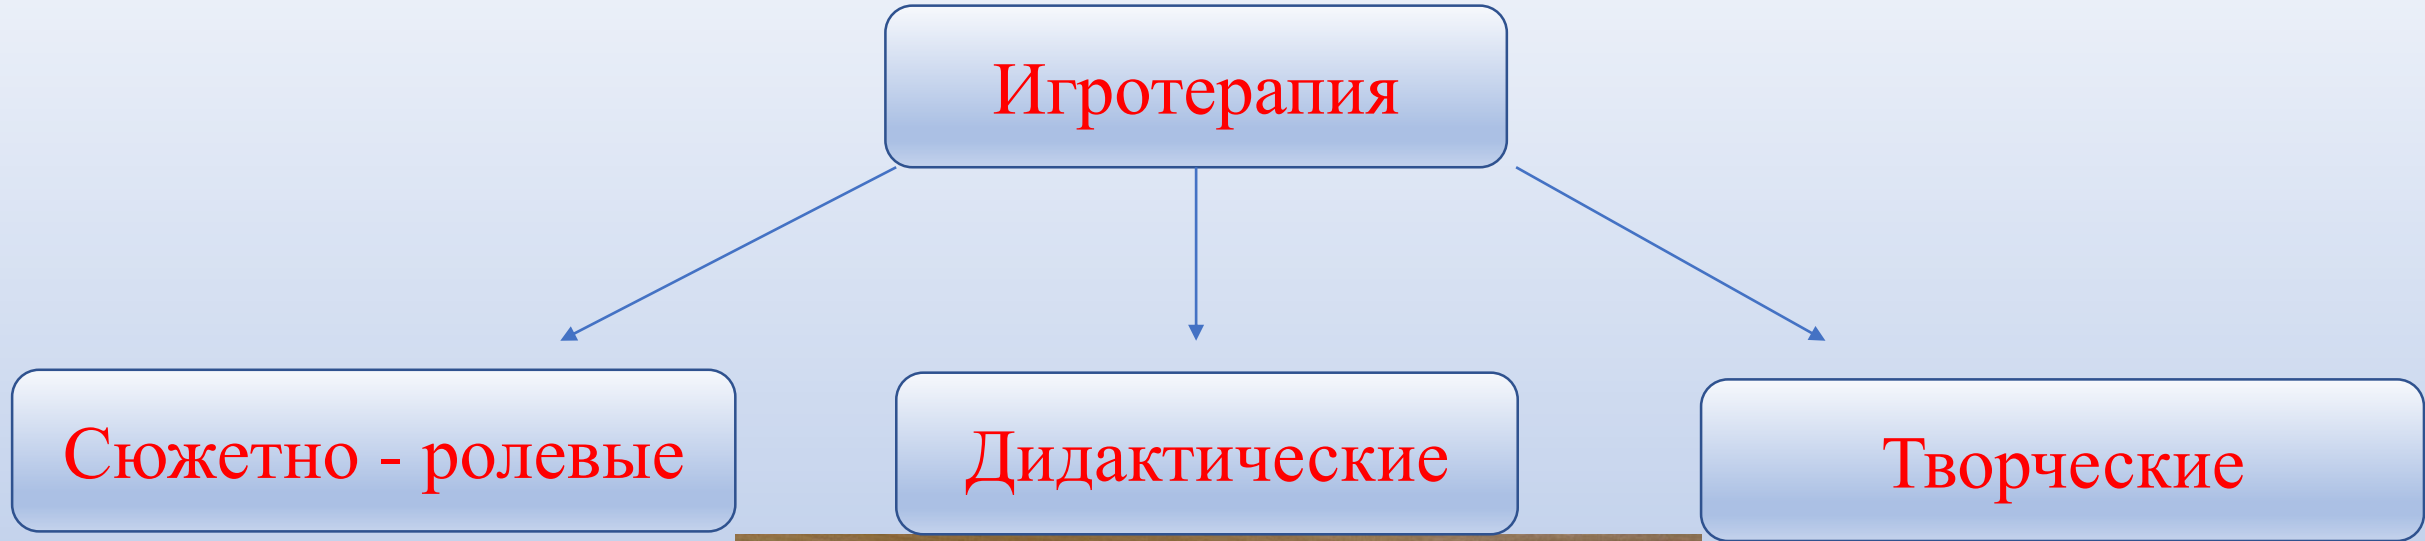 Игротерапия
Сюжетно - ролевые
Дидактические
Творческие